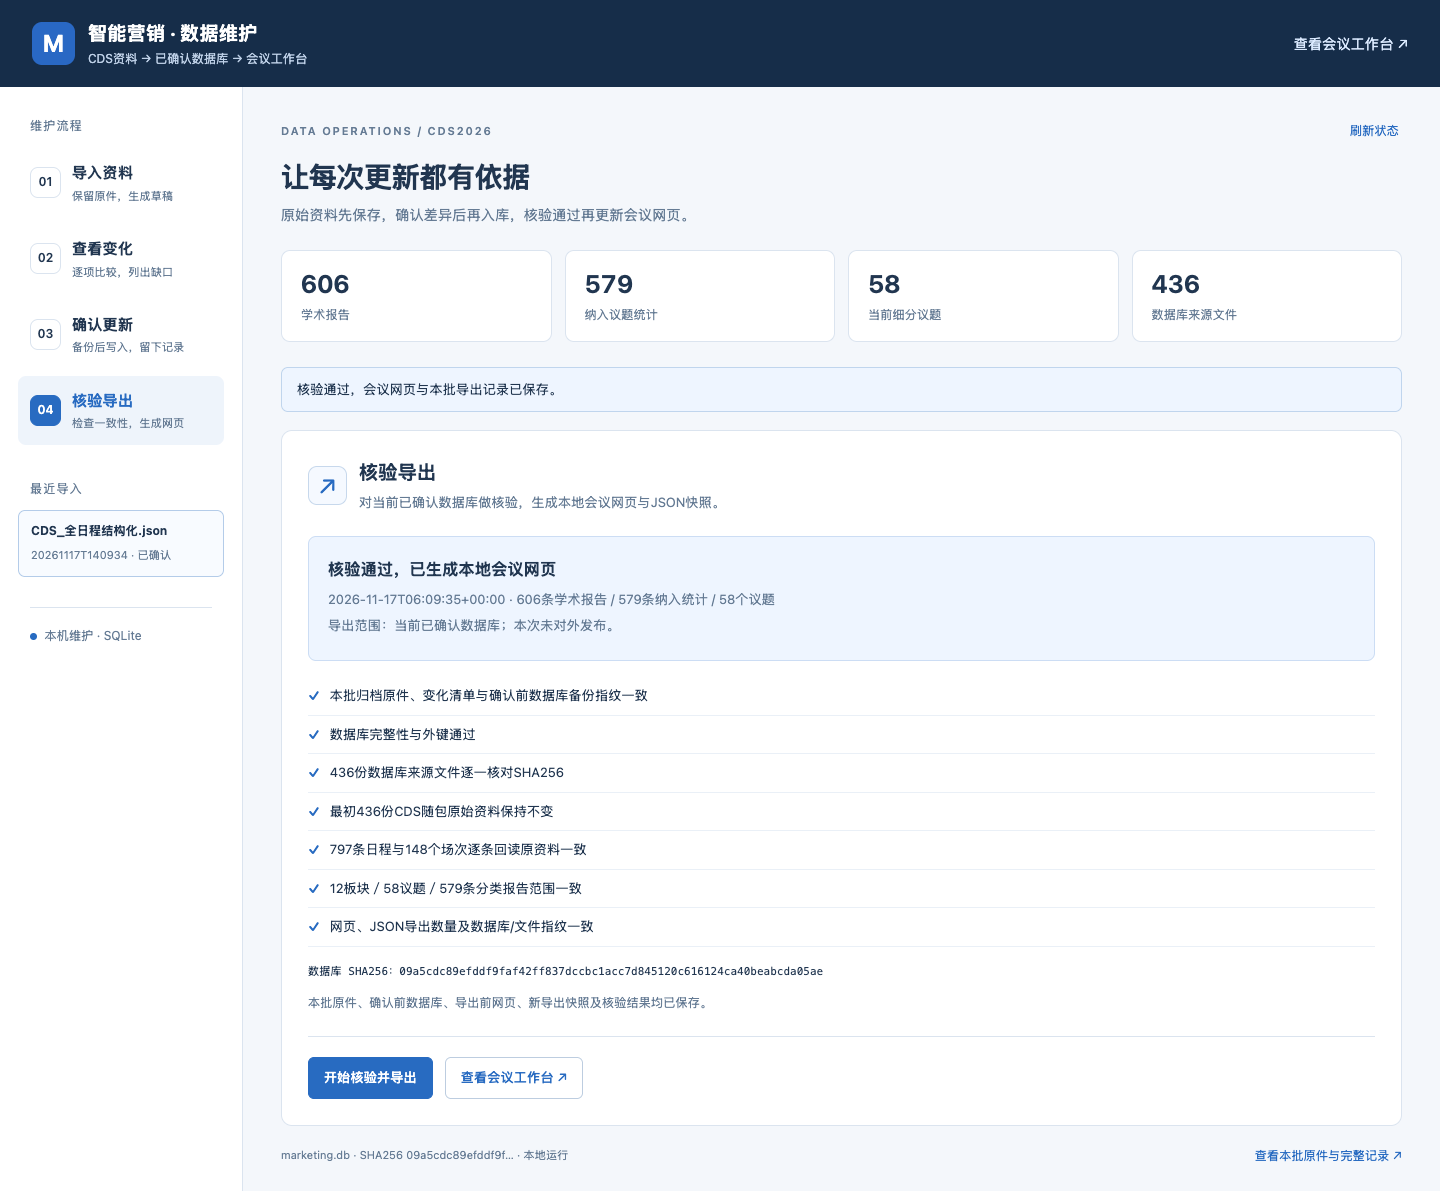 M
智能营销 · 数据维护
CDS资料 → 已确认数据库 → 会议工作台
查看会议工作台 ↗
维护流程
01
导入资料
保留原件，生成草稿
02
查看变化
逐项比较，列出缺口
03
确认更新
备份后写入，留下记录
04
核验导出
检查一致性，生成网页
最近导入
CDS_全日程结构化.json
20261117T140934 · 已确认
本机维护 · SQLite
DATA OPERATIONS / CDS2026
刷新状态
让每次更新都有依据
原始资料先保存，确认差异后再入库，核验通过再更新会议网页。
606
学术报告
579
纳入议题统计
58
当前细分议题
436
数据库来源文件
核验通过，会议网页与本批导出记录已保存。
核验导出
对当前已确认数据库做核验，生成本地会议网页与JSON快照。
核验通过，已生成本地会议网页
2026-11-17T06:09:35+00:00 · 606条学术报告 / 579条纳入统计 / 58个议题
导出范围：当前已确认数据库；本次未对外发布。
本批归档原件、变化清单与确认前数据库备份指纹一致
数据库完整性与外键通过
436份数据库来源文件逐一核对SHA256
最初436份CDS随包原始资料保持不变
797条日程与148个场次逐条回读原资料一致
12板块 / 58议题 / 579条分类报告范围一致
网页、JSON导出数量及数据库/文件指纹一致
数据库 SHA256: 09a5cdc89efddf9faf42ff837dccbc1acc7d845120c616124ca40beabcda05ae
本批原件、确认前数据库、导出前网页、新导出快照及核验结果均已保存。
开始核验并导出
查看会议工作台 ↗
marketing.db · SHA256 09a5cdc89efddf9f... · 本地运行
查看本批原件与完整记录 ↗